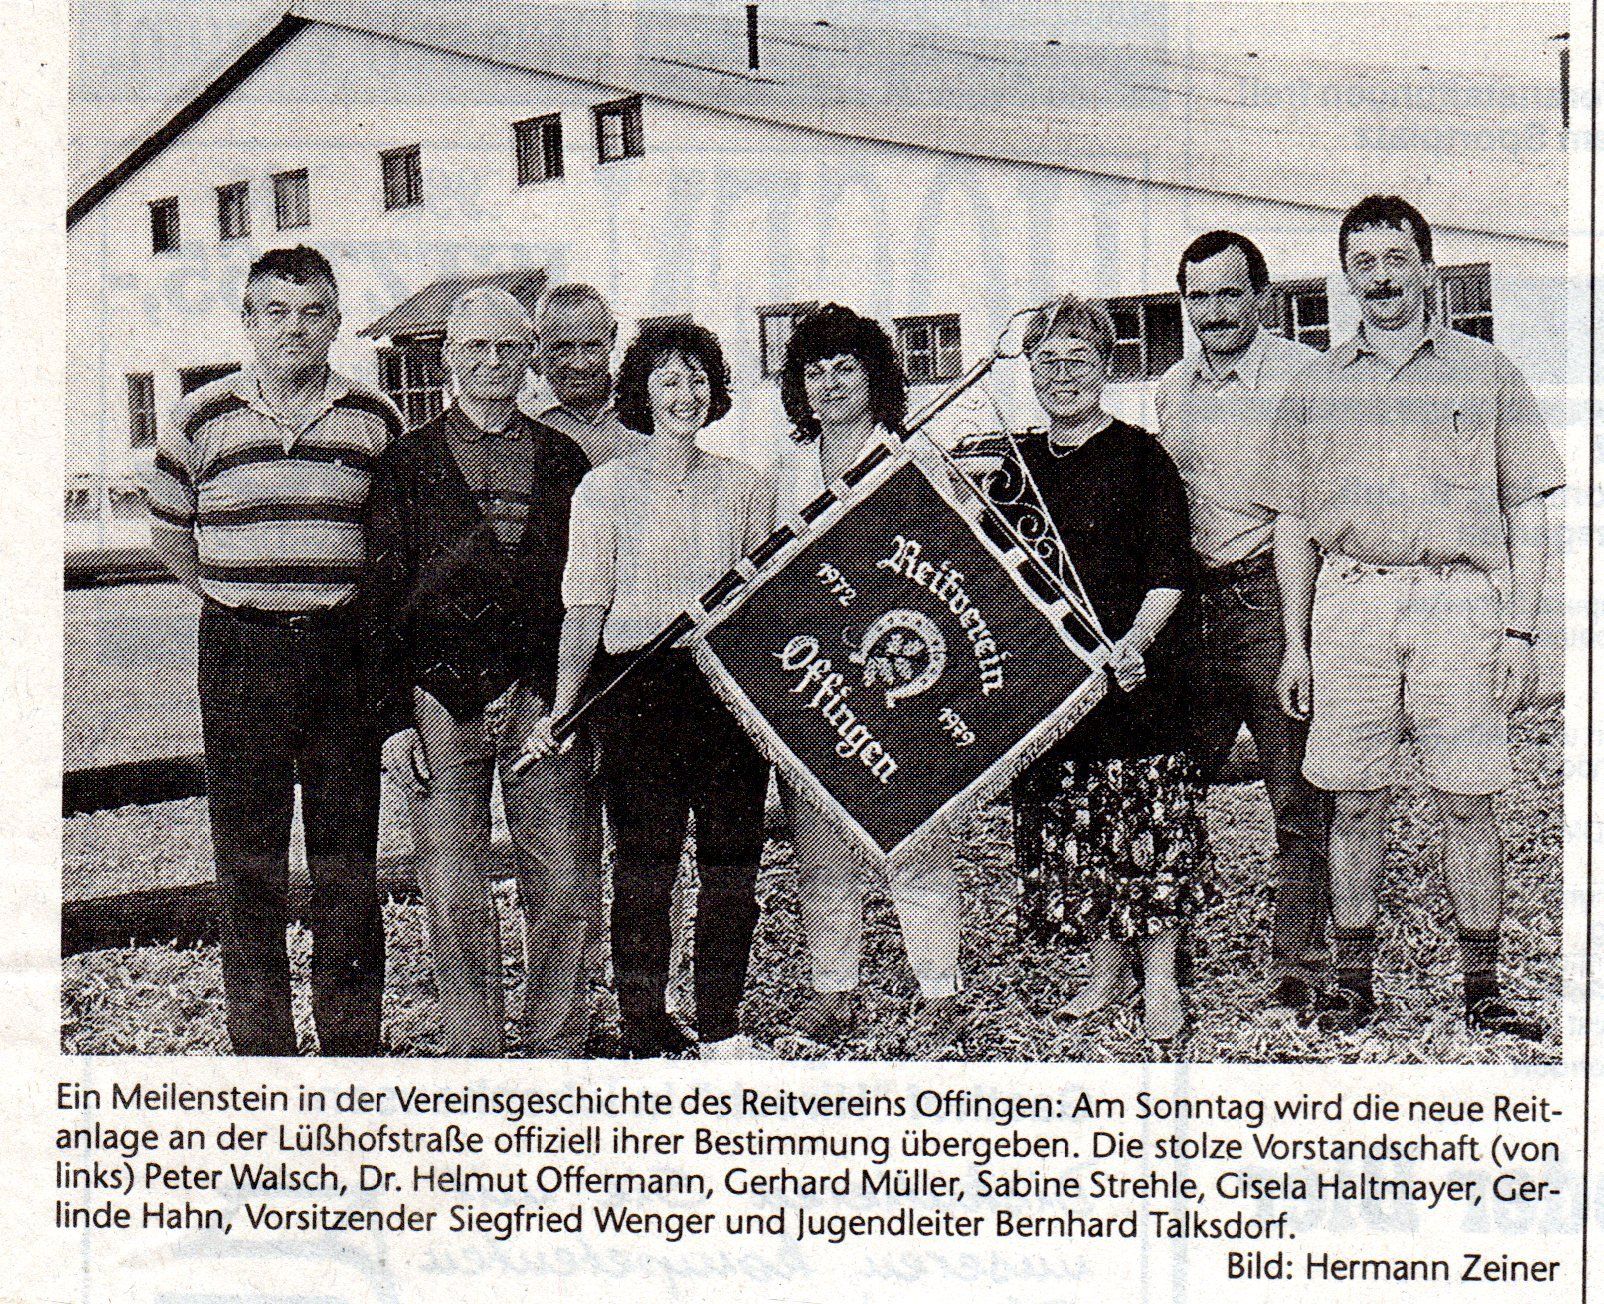 Reitverein
1972
Offingen
1989
Ein Meilenstein in der Vereinsgeschichte des Reitvereins Offingen: Am Sonntag wird die neue Reit-
anlage an der Lüßhofstraße offiziell ihrer Bestimmung übergeben. Die stolze Vorstandschaft (von
links) Peter Walsch, Dr. Helmut Offermann, Gerhard Müller, Sabine Strehle, Gisela Haltmayer, Ger-
linde Hahn, Vorsitzender Siegfried Wenger und Jugendleiter Bernhard Talksdorf.
Bild: Hermann Zeiner